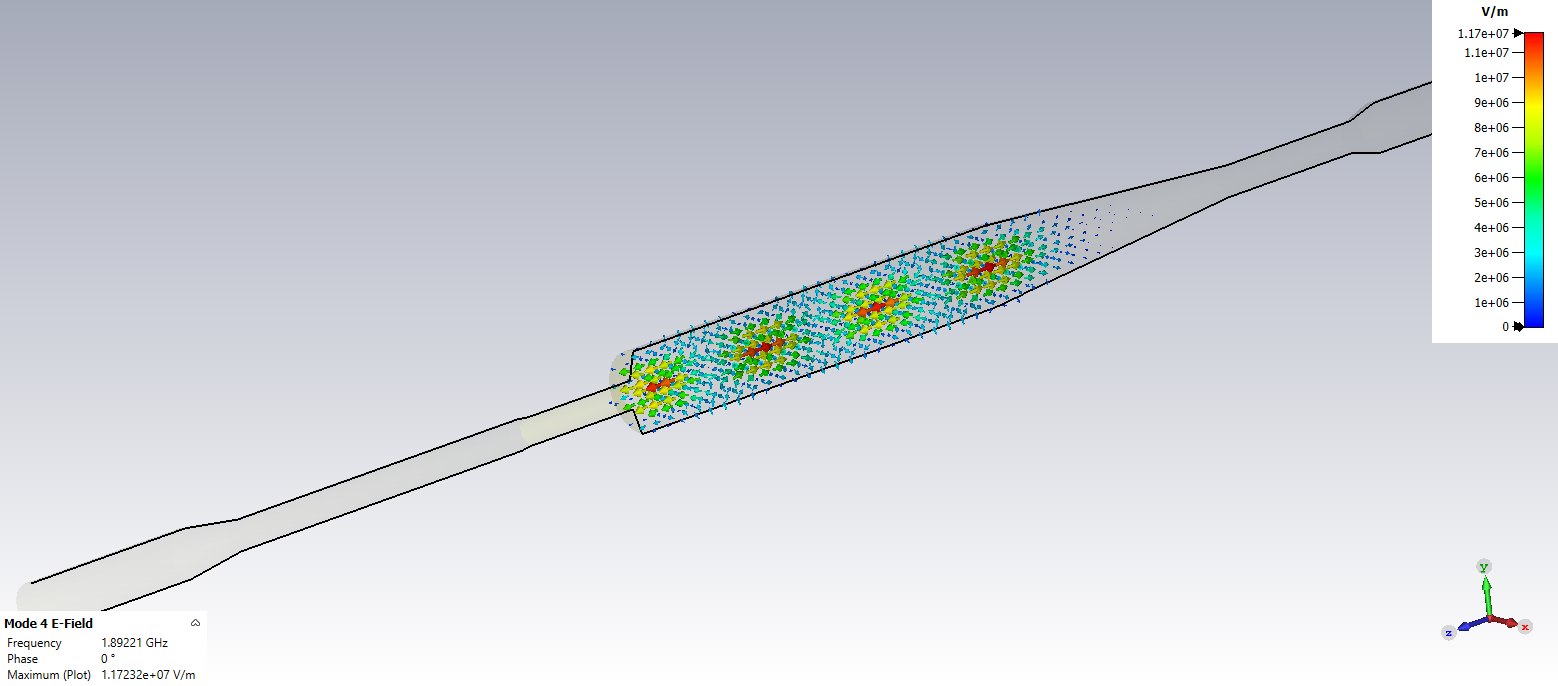 V/m
1.17e+07
1.1e+07
1e+07
9e+06
8e+06
7e+06
6e+06
5e+06
4e+06
3e+06
2e+06
1e+06
0
y
z
x
Mode 4 E-Field
Frequency 1.89221 GHz
Phase 0 °
Maximum (Plot) 1.17232e+07 V/m